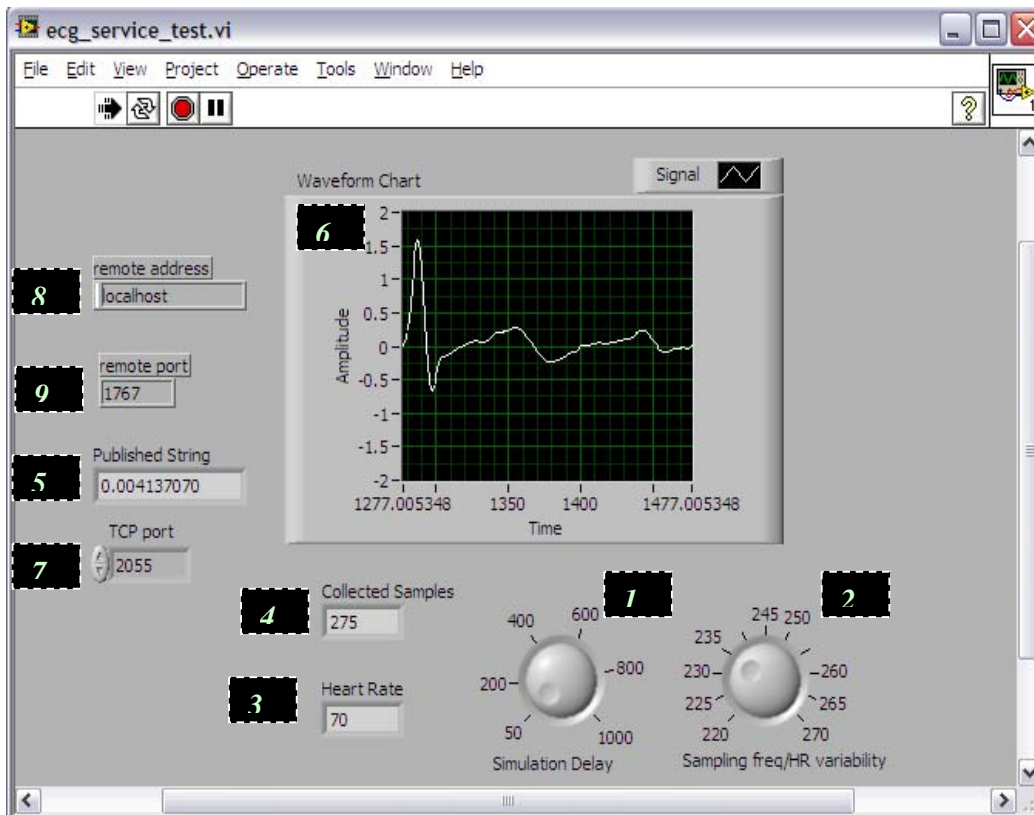 ecg_service_test.vi
File Edit View Project Operate Tools Window Help
?
1
Waveform Chart
Signal
6
2
1.5
1
0.5
0
-0.5
-1
-1.5
-2
Amplitude
1277.005348 1350 1400 1477.005348
Time
8
remote address
localhost
9
remote port
1767
5
Published String
0.004137070
7
TCP port
2055
4
Collected Samples
275
3
Heart Rate
70
1
50 200 400 600 800 1000
Simulation Delay
2
220 225 230 235 245 250 260 265 270
Sampling freq/HR variability